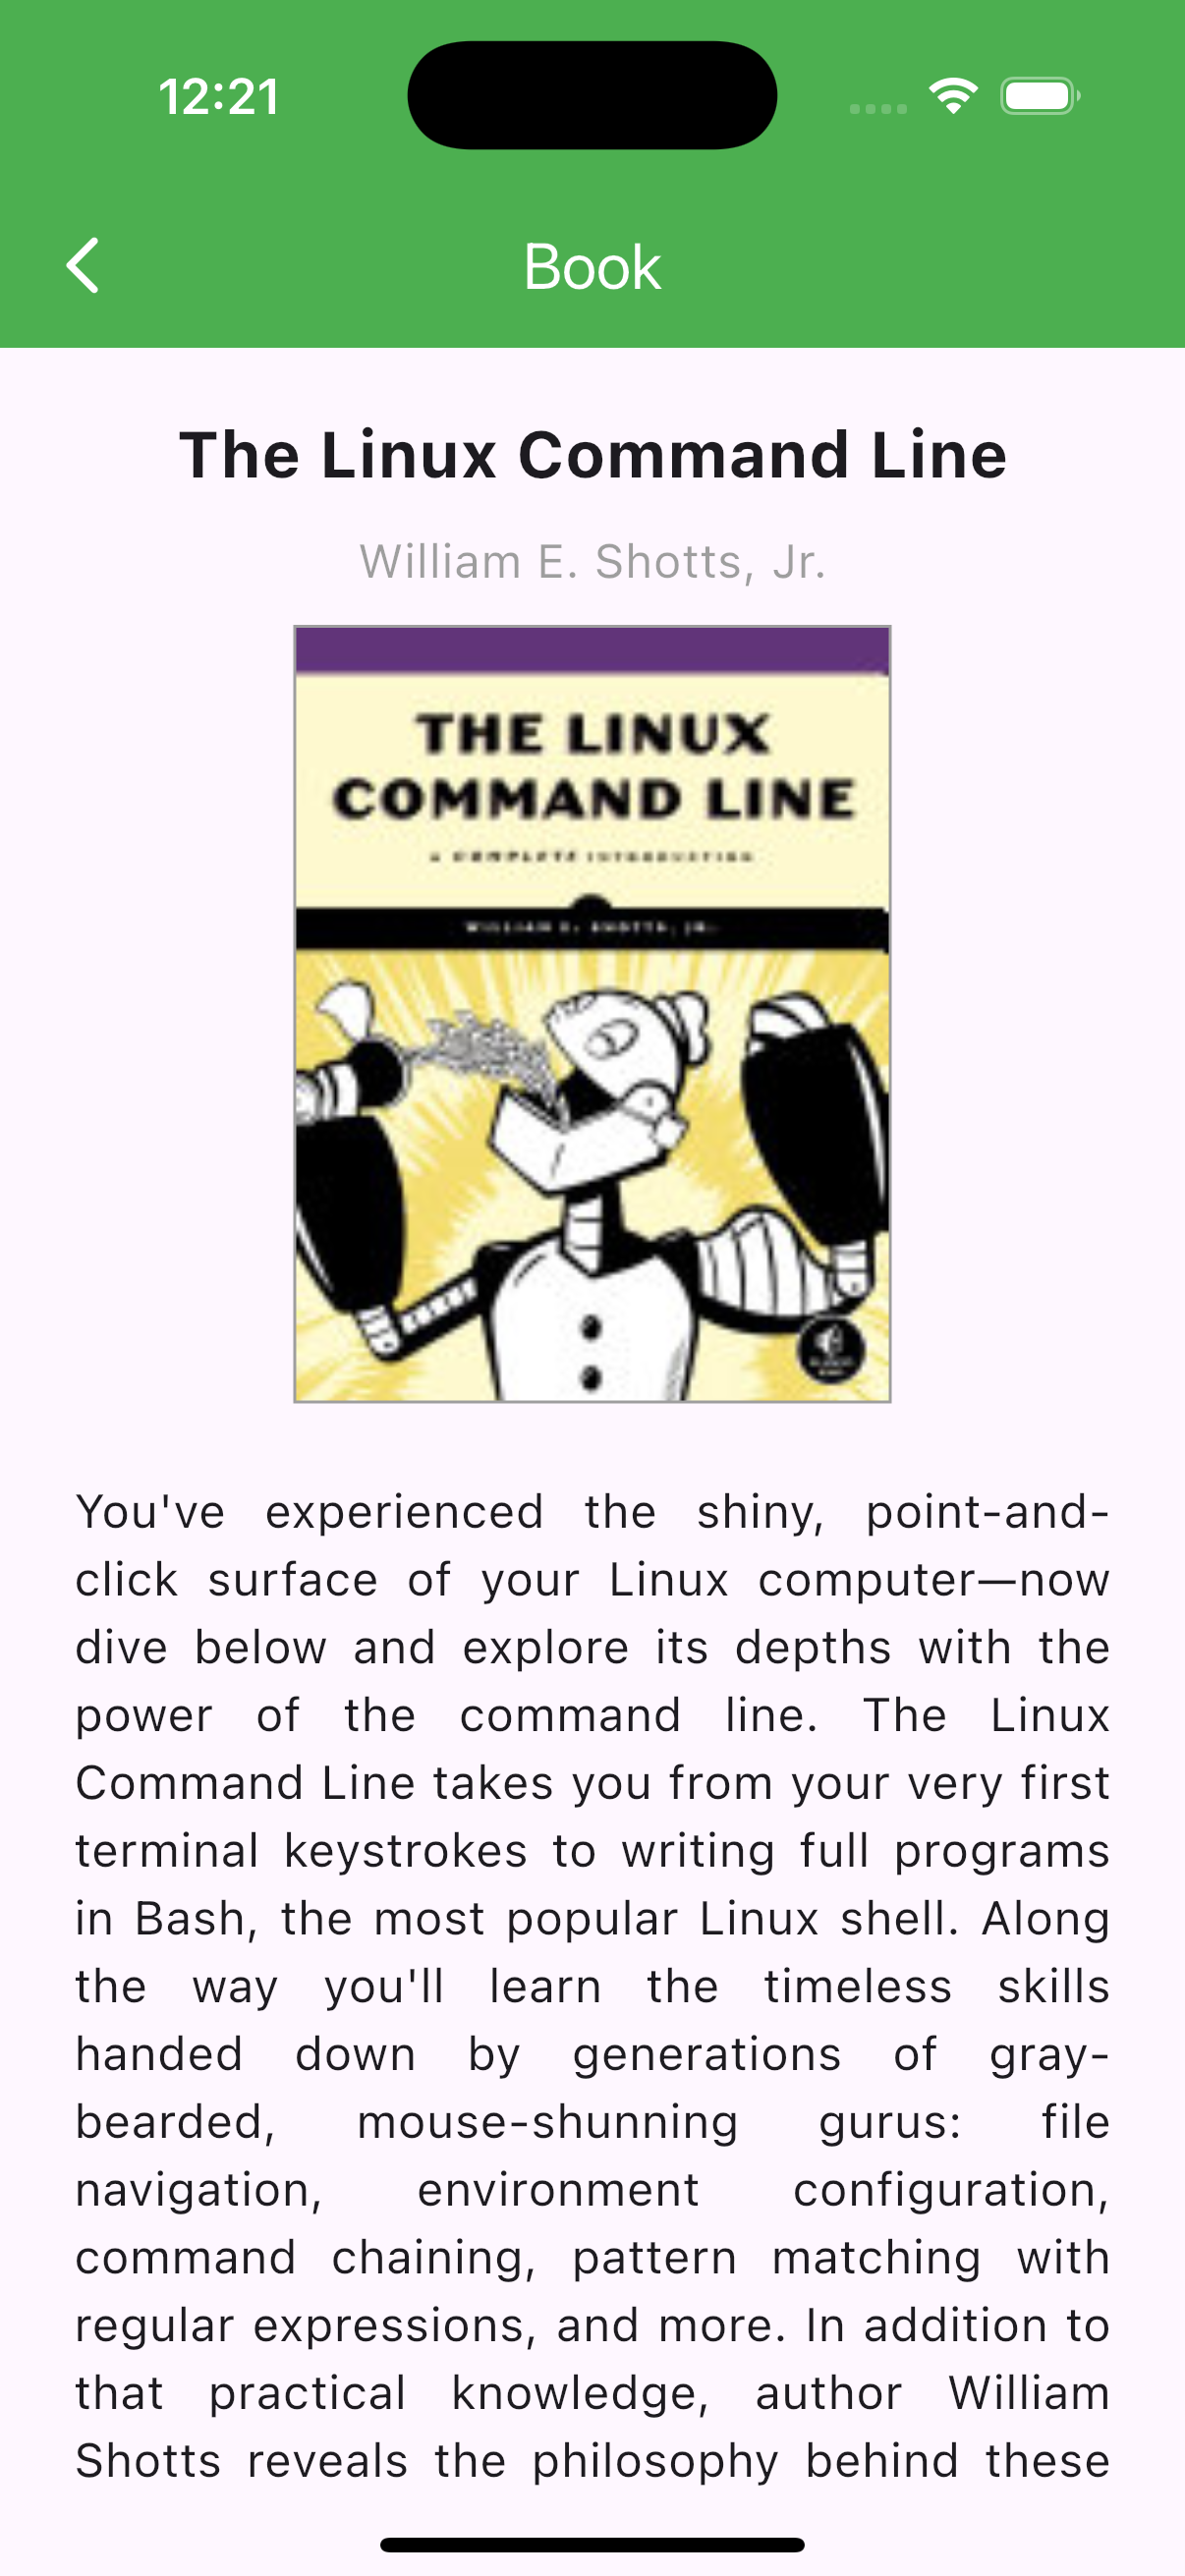 12:21
Book
The Linux Command Line
William E. Shotts, Jr.
THE LINUX
COMMAND LINE
A COMPLETE INTRODUCTION
WILLIAM E. SHOTTS, JR.
You've experienced the shiny, point-and-
click surface of your Linux computer—now
dive below and explore its depths with the
power of the command line. The Linux
Command Line takes you from your very first
terminal keystrokes to writing full programs
in Bash, the most popular Linux shell. Along
the way you'll learn the timeless skills
handed down by generations of gray-
bearded, mouse-shunning gurus: file
navigation, environment configuration,
command chaining, pattern matching with
regular expressions, and more. In addition to
that practical knowledge, author William
Shotts reveals the philosophy behind these